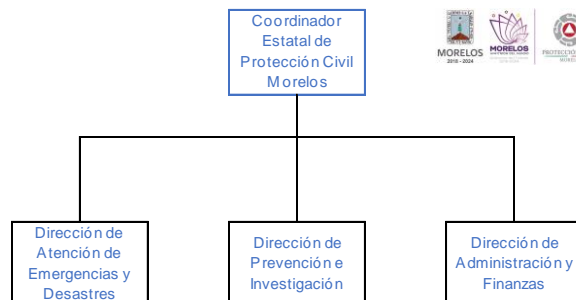 Coordinador
Estatal de
Protección Civil
Morelos
MORELOS
2018 - 2024
MORELOS
Dirección de
Atención de
Emergencias y
Desastres
Dirección de
Prevención e
Investigación
Dirección de
Administración y
Finanzas